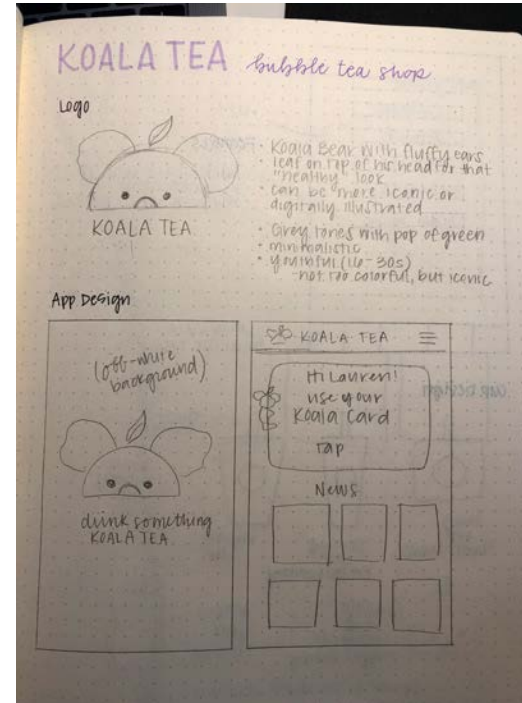 KOALA TEA bubble tea shop
Logo
KOALA TEA
• Koala Bear with fluffy ears
• leaf on top of his head for that
"healthy" look
• can be more iconic or
digitally illustrated
• Grey tones with pop of green
• minimalistic
• youthful (16-30s)
-not too colorful, but iconic
App Design
(off-white
background)
drink something
KOALA TEA
KOALA TEA
Hi Lauren!
use your
Koala Card
Tap
News